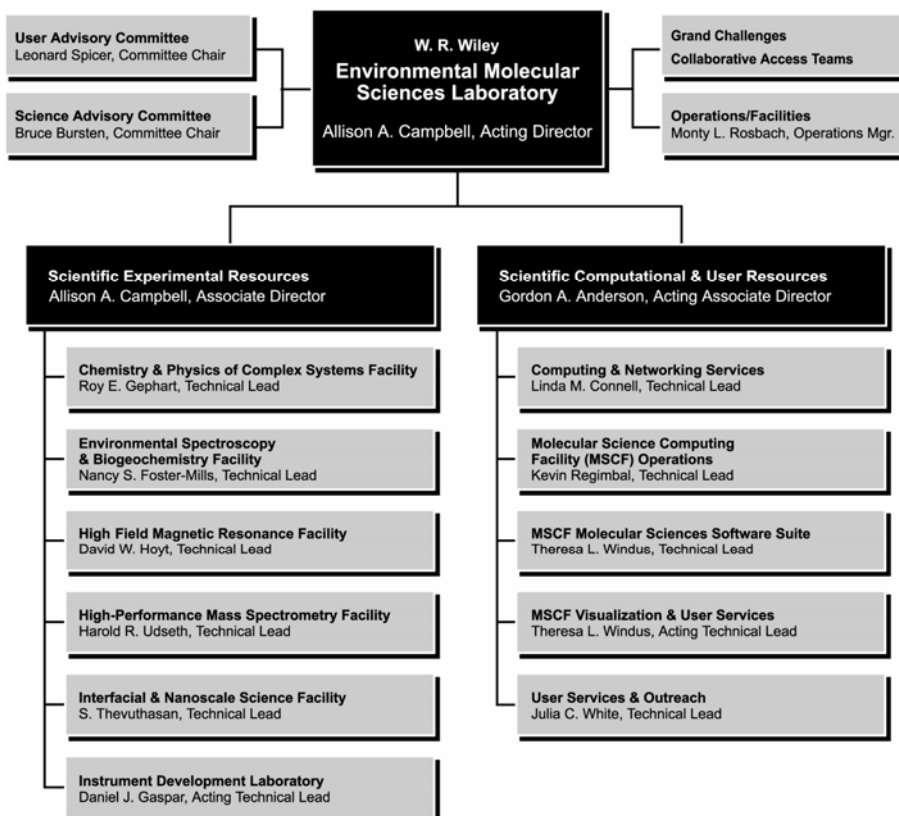 User Advisory Committee
Leonard Spicer, Committee Chair
Science Advisory Committee
Bruce Bursten, Committee Chair
W. R. Wiley
Environmental Molecular
Sciences Laboratory
Allison A. Campbell, Acting Director
Grand Challenges
Collaborative Access Teams
Operations/Facilities
Monty L. Rosbach, Operations Mgr.
Scientific Experimental Resources
Allison A. Campbell, Associate Director
Chemistry & Physics of Complex Systems Facility
Roy E. Gephart, Technical Lead
Environmental Spectroscopy
& Biogeochemistry Facility
Nancy S. Foster-Mills, Technical Lead
High Field Magnetic Resonance Facility
David W. Hoyt, Technical Lead
High-Performance Mass Spectrometry Facility
Harold R. Udseth, Technical Lead
Interfacial & Nanoscale Science Facility
S. Thevuthasan, Technical Lead
Instrument Development Laboratory
Daniel J. Gaspar, Acting Technical Lead
Scientific Computational & User Resources
Gordon A. Anderson, Acting Associate Director
Computing & Networking Services
Linda M. Connell, Technical Lead
Molecular Science Computing
Facility (MSCF) Operations
Kevin Regimbal, Technical Lead
MSCF Molecular Sciences Software Suite
Theresa L. Windus, Technical Lead
MSCF Visualization & User Services
Theresa L. Windus, Acting Technical Lead
User Services & Outreach
Julia C. White, Technical Lead